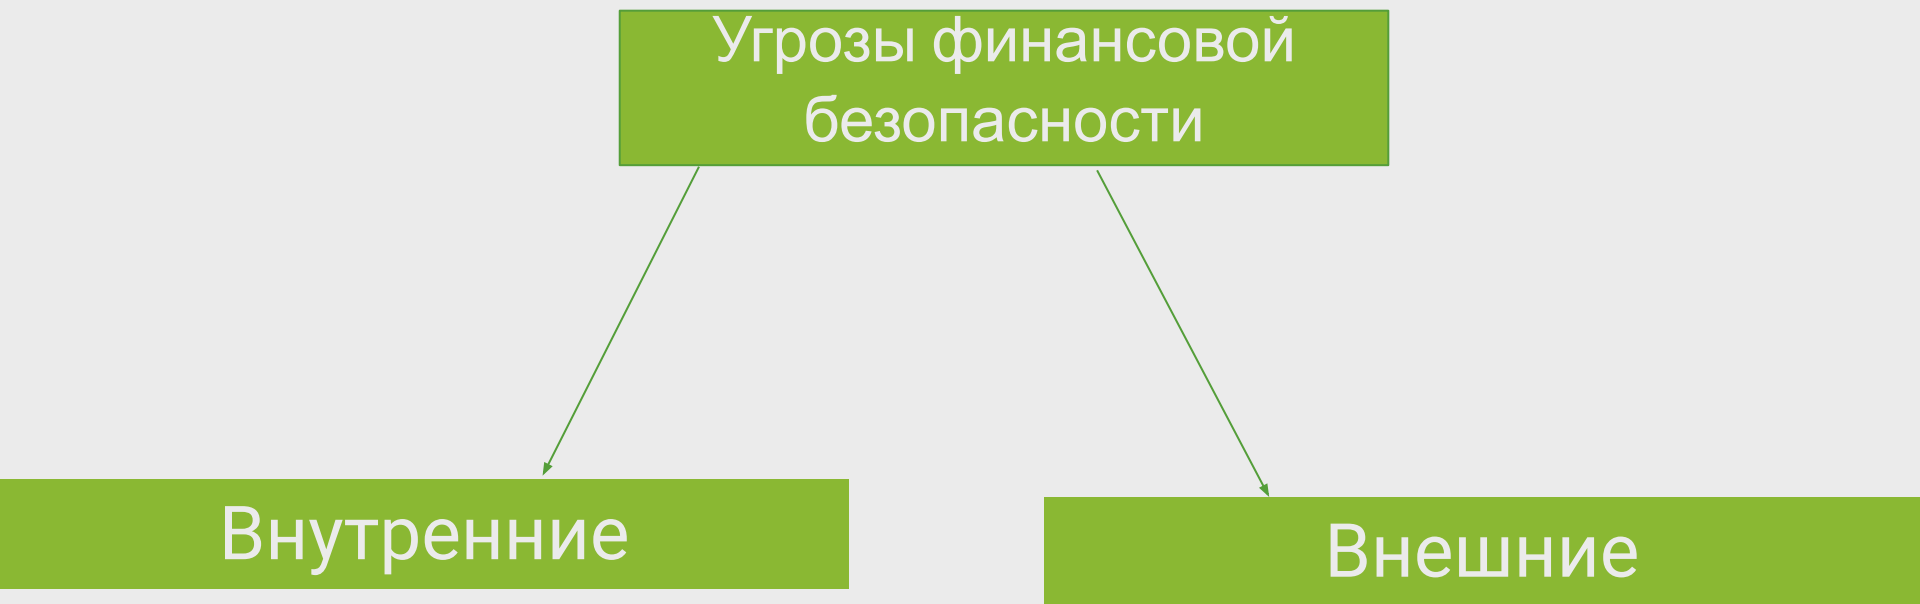 Угрозы финансовой
безопасности
Внутренние
Внешние